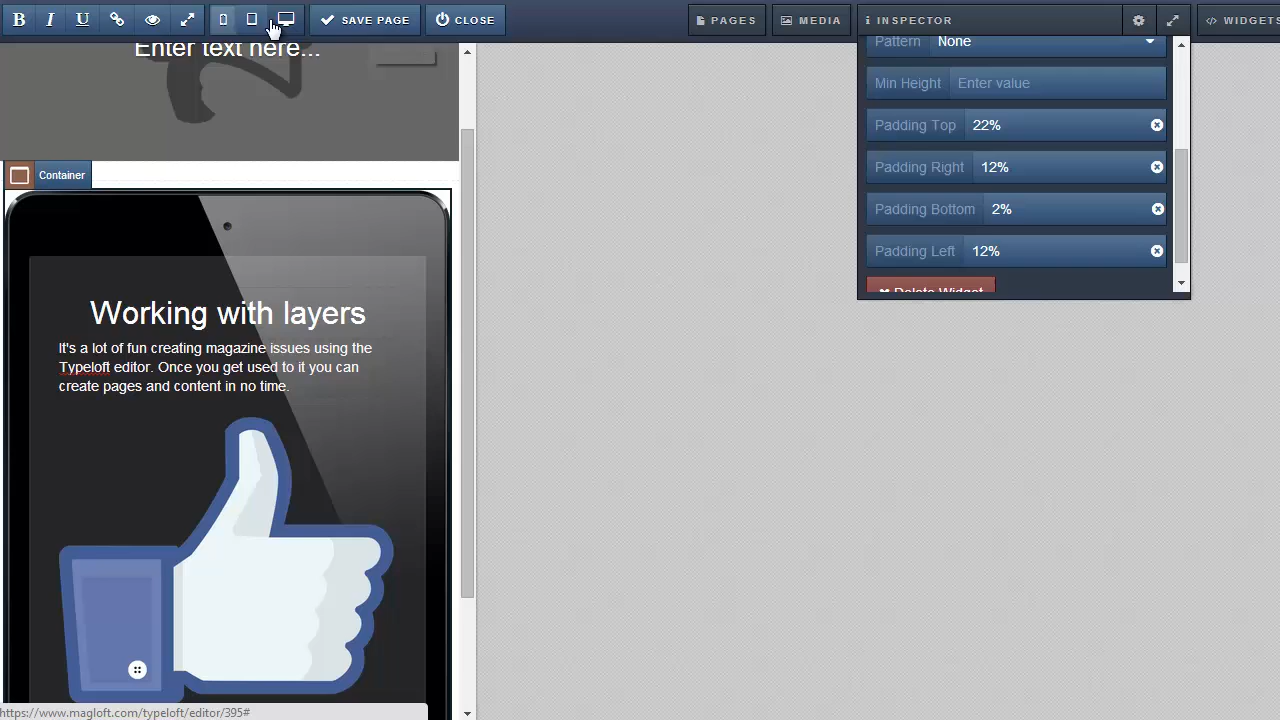 B I U SAVE PAGE CLOSE PAGES MEDIA INSPECTOR WIDGETS
Enter text here...
Container
Working with layers
It's a lot of fun creating magazine issues using the
Typeloft editor. Once you get used to it you can
create pages and content in no time.
Pattern None
Min Height Enter value
Padding Top 22%
Padding Right 12%
Padding Bottom 2%
Padding Left 12%
Delete Widget
https://www.magloft.com/typeloft/editor/395#